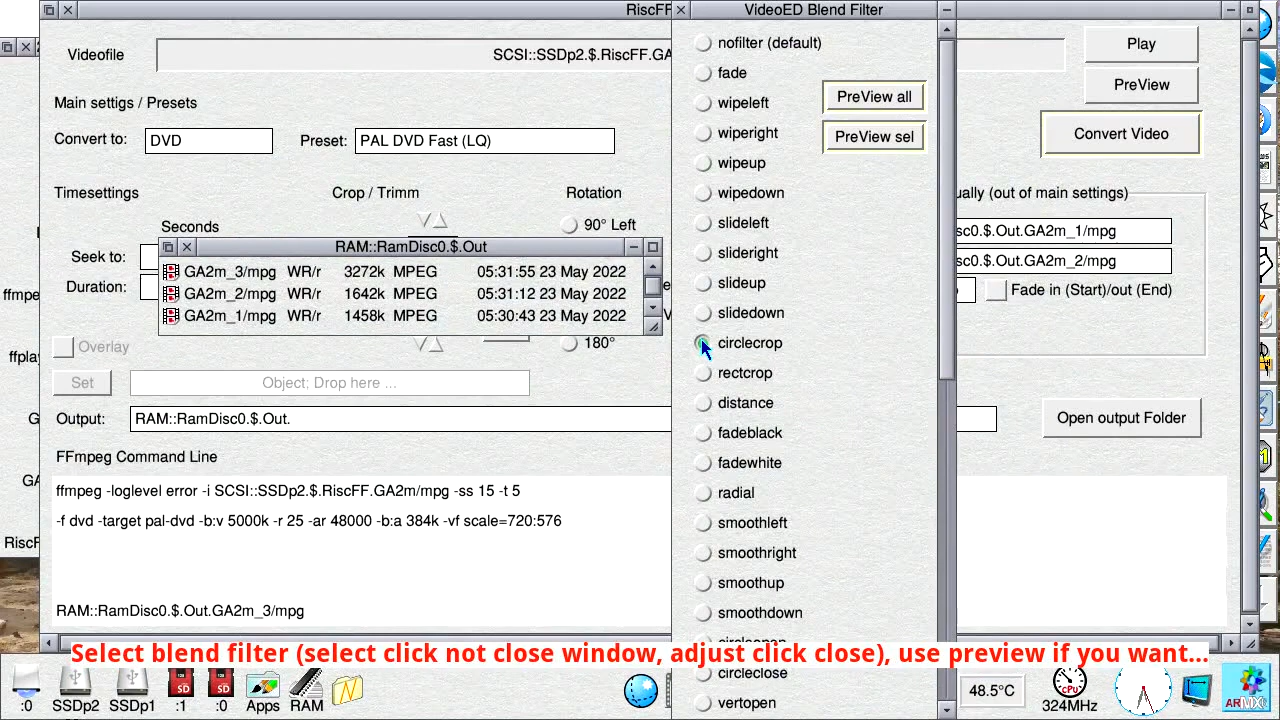 RiscFF
VideoED Blend Filter
Videofile
SCSI::SSDp2.$.RiscFF.GA2m
Play
PreView
Main settigs / Presets
Convert to:
DVD
Preset:
PAL DVD Fast (LQ)
Convert Video
Timesettings
Crop / Trimm
Rotation
ually (out of main settings)
Seconds
90° Left
Seek to:
sc0.$.Out.GA2m_1/mpg
Duration:
sc0.$.Out.GA2m_2/mpg
Fade in (Start)/out (End)
RAM::RamDisc0.$.Out
GA2m_3/mpg WR/r 3272k MPEG 05:31:55 23 May 2022
GA2m_2/mpg WR/r 1642k MPEG 05:31:12 23 May 2022
GA2m_1/mpg WR/r 1458k MPEG 05:30:43 23 May 2022
Overlay
180°
Set
Object; Drop here ...
Output:
RAM::RamDisc0.$.Out.
Open output Folder
FFmpeg Command Line
ffmpeg -loglevel error -i SCSI::SSDp2.$.RiscFF.GA2m/mpg -ss 15 -t 5
-f dvd -target pal-dvd -b:v 5000k -r 25 -ar 48000 -b:a 384k -vf scale=720:576
RAM::RamDisc0.$.Out.GA2m_3/mpg
nofilter (default)
fade
wipeleft
wiperight
wipeup
wipedown
slideleft
slideright
slideup
slidedown
circlecrop
rectcrop
distance
fadeblack
fadewhite
radial
smoothleft
smoothright
smoothup
smoothdown
circleclose
vertopen
PreView all
PreView sel
ffmpe
ffplay
GA
RiscF
Select blend filter (select click not close window, adjust click close), use preview if you want...
:0
SSDp2
SSDp1
:1
:0
Apps
RAM
48.5°C
CPU
324MHz